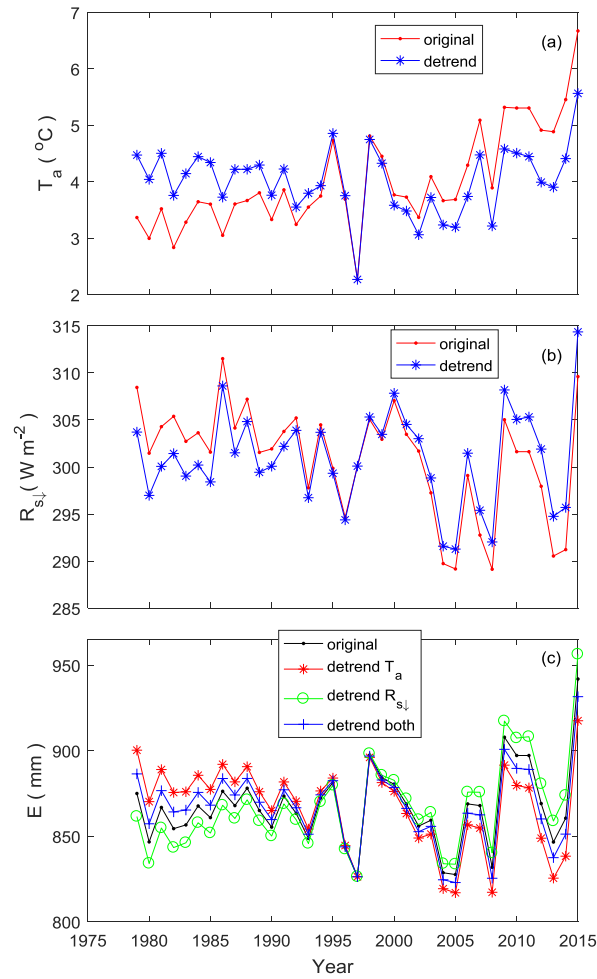 7
6
5
4
3
2
T_a ( °C )
original
detrend
(a)
315
310
305
300
295
290
285
R_s↓ ( W m^-2 )
original
detrend
(b)
950
900
850
800
E ( mm )
original
detrend T_a
detrend R_s↓
detrend both
(c)
1975 1980 1985 1990 1995 2000 2005 2010 2015
Year